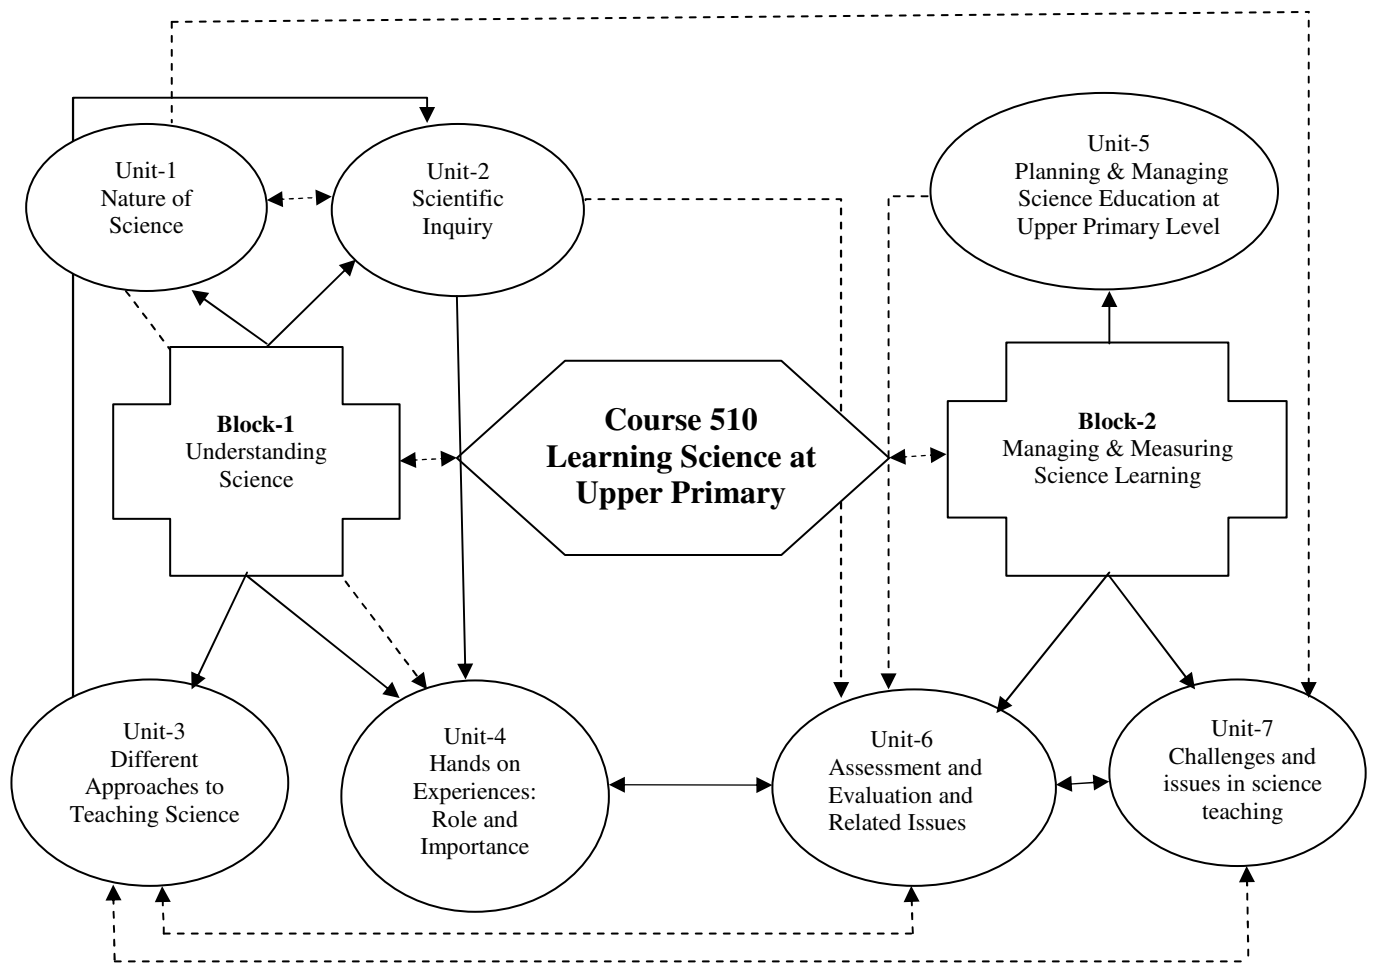 Unit-1
Nature of
Science
Unit-2
Scientific
Inquiry
Unit-5
Planning & Managing
Science Education at
Upper Primary Level
Block-1
Understanding
Science
Course 510
Learning Science at
Upper Primary
Block-2
Managing & Measuring
Science Learning
Unit-3
Different
Approaches to
Teaching Science
Unit-4
Hands on
Experiences:
Role and
Importance
Unit-6
Assessment and
Evaluation and
Related Issues
Unit-7
Challenges and
issues in science
teaching